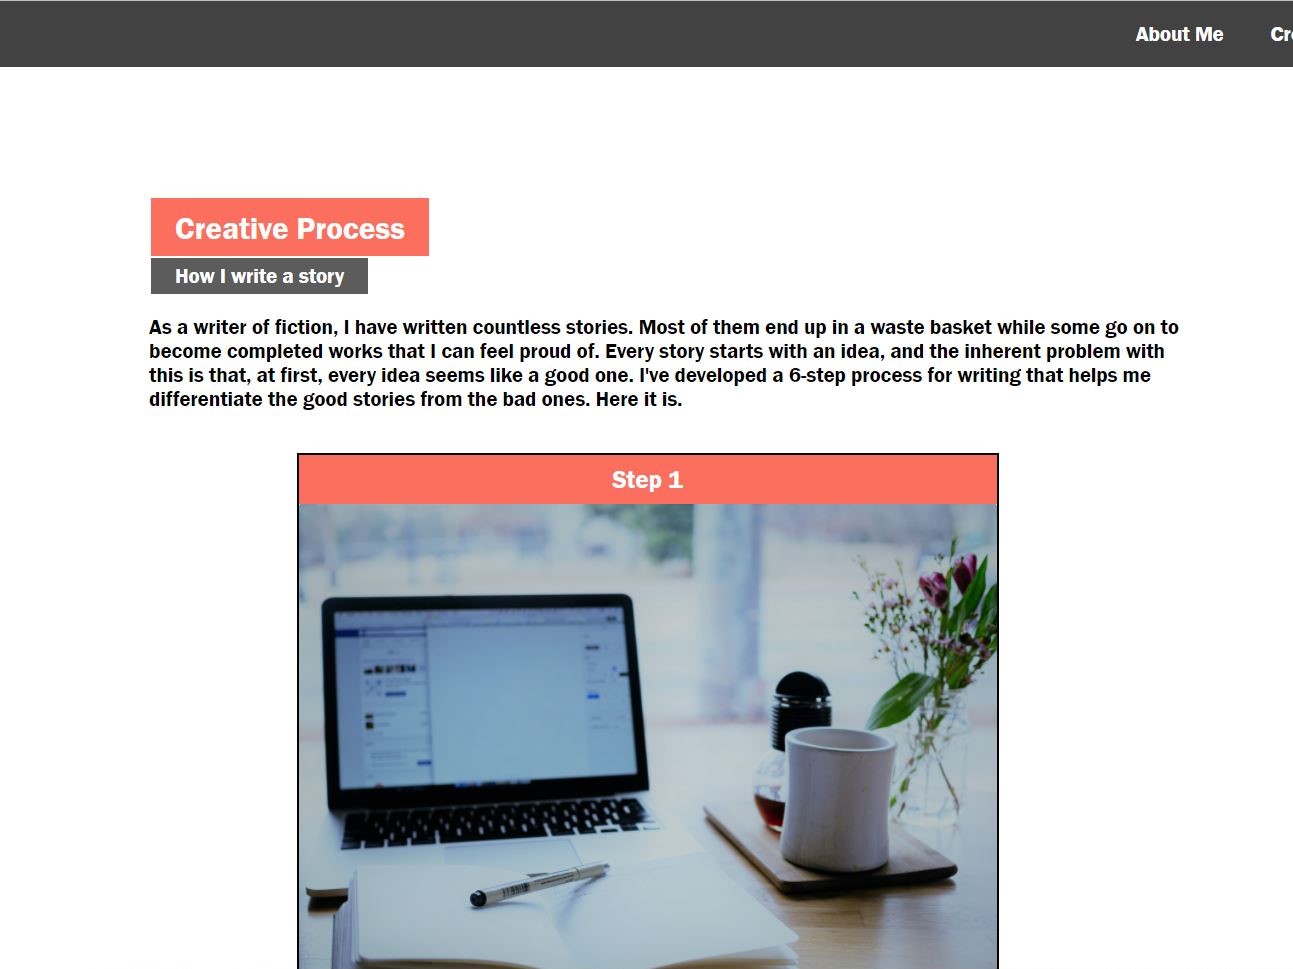 About Me
Creative Process
How I write a story
As a writer of fiction, I have written countless stories. Most of them end up in a waste basket while some go on to
become completed works that I can feel proud of. Every story starts with an idea, and the inherent problem with
this is that, at first, every idea seems like a good one. I've developed a 6-step process for writing that helps me
differentiate the good stories from the bad ones. Here it is.
Step 1